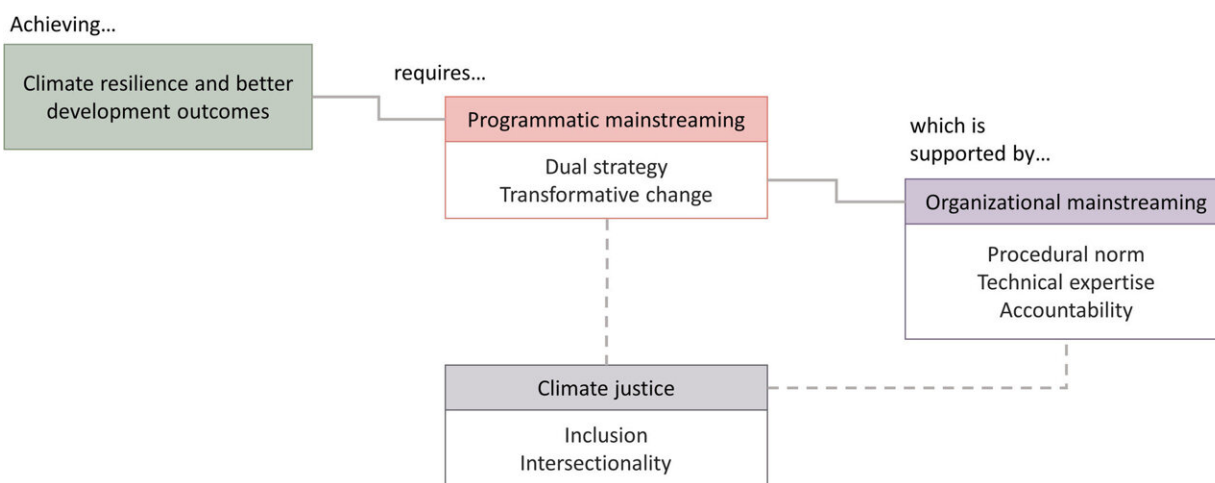 Achieving...
Climate resilience and better
development outcomes
requires...
Programmatic mainstreaming
Dual strategy
Transformative change
which is
supported by...
Organizational mainstreaming
Procedural norm
Technical expertise
Accountability
Climate justice
Inclusion
Intersectionality